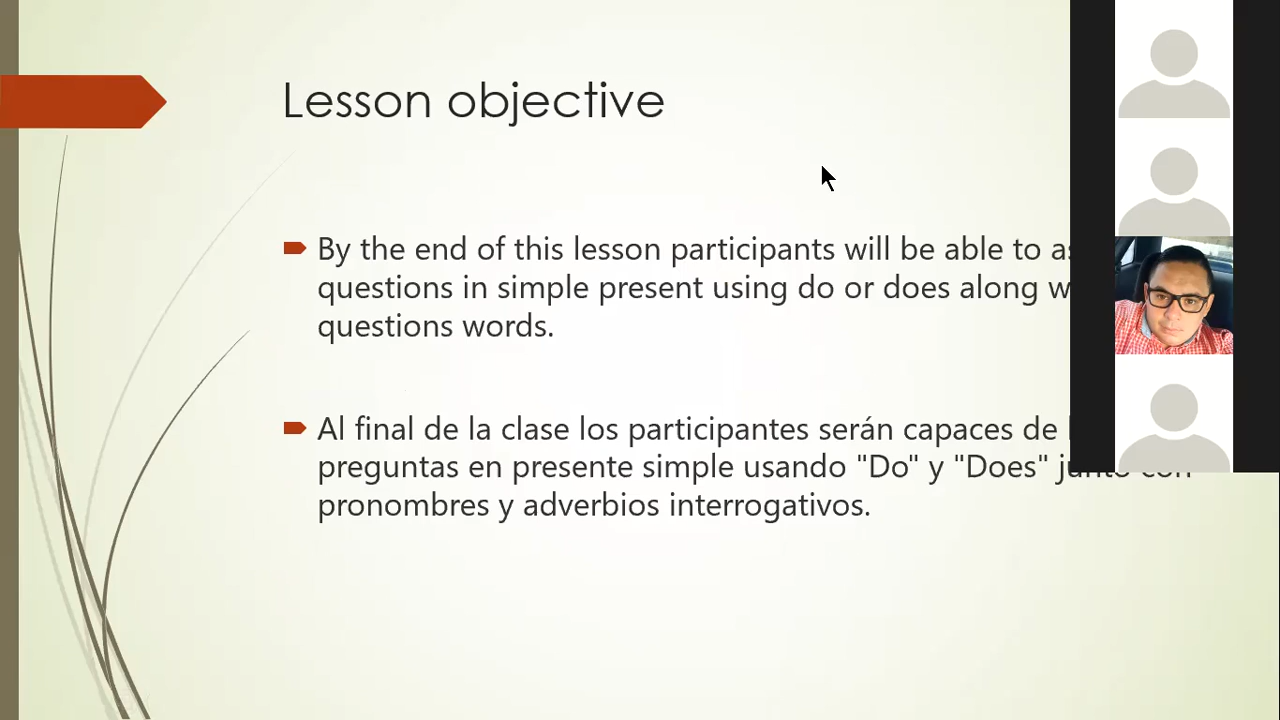 Lesson objective
By the end of this lesson participants will be able to
questions in simple present using do or does along
questions words.
Al final de la clase los participantes serán capaces de
preguntas en presente simple usando "Do" y "Does" junto con
pronombres y adverbios interrogativos.